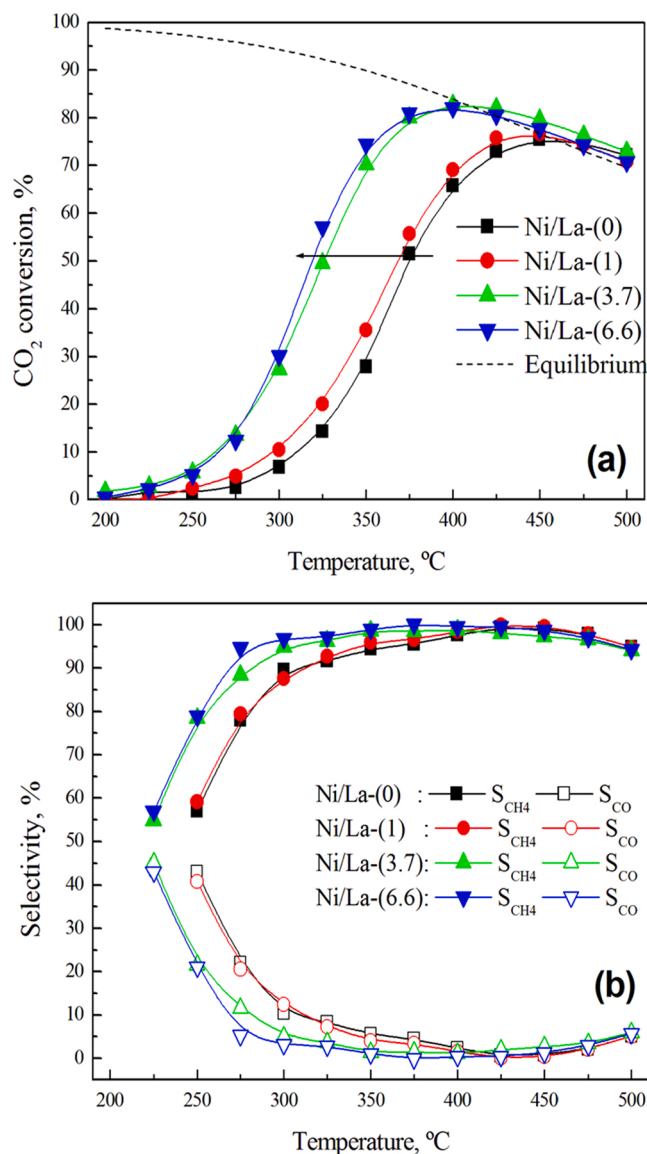 100
90
80
70
60
50
40
30
20
10
0
CO2 conversion, %
Ni/La-(0)
Ni/La-(1)
Ni/La-(3.7)
Ni/La-(6.6)
Equilibrium
(a)
200 250 300 350 400 450 500
Temperature, ºC
100
90
80
70
60
50
40
30
20
10
0
Selectivity, %
Ni/La-(0) : SCH4 SCO
Ni/La-(1) : SCH4 SCO
Ni/La-(3.7): SCH4 SCO
Ni/La-(6.6): SCH4 SCO
(b)
200 250 300 350 400 450 500
Temperature, ºC